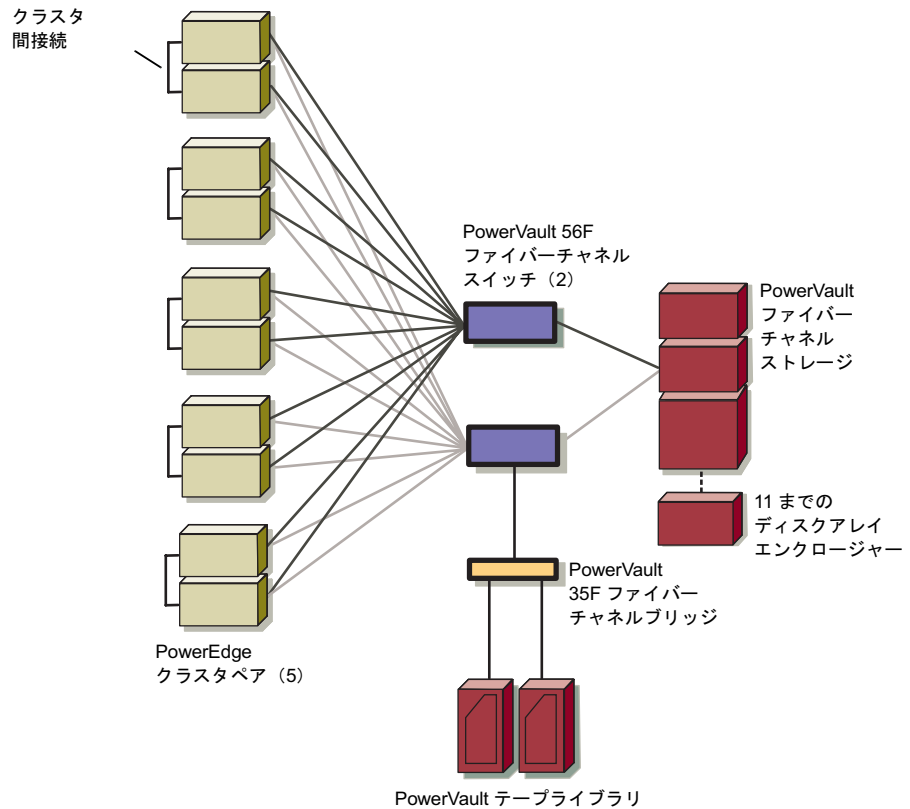 クラスタ
間接続
PowerVault 56F
ファイバーチャネル
スイッチ（2）
PowerVault
ファイバー
チャネル
ストレージ
11 までの
ディスクアレイ
エンクロージャー
PowerVault
35F ファイバー
チャネルブリッジ
PowerEdge
クラスタペア（5）
PowerVault テープライブラリ